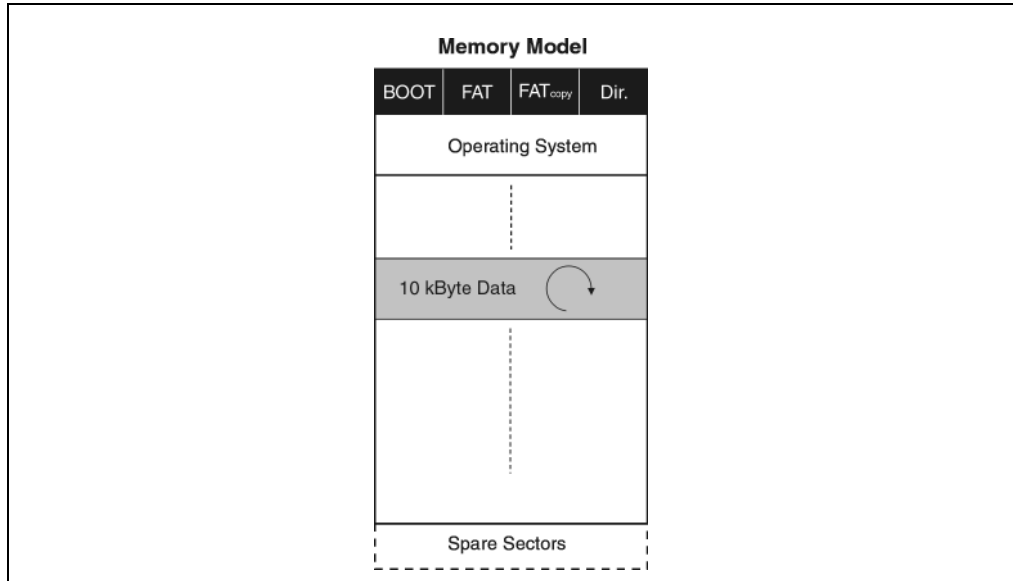 Memory Model
BOOT FAT FATcopy Dir.
Operating System
10 kByte Data
Spare Sectors